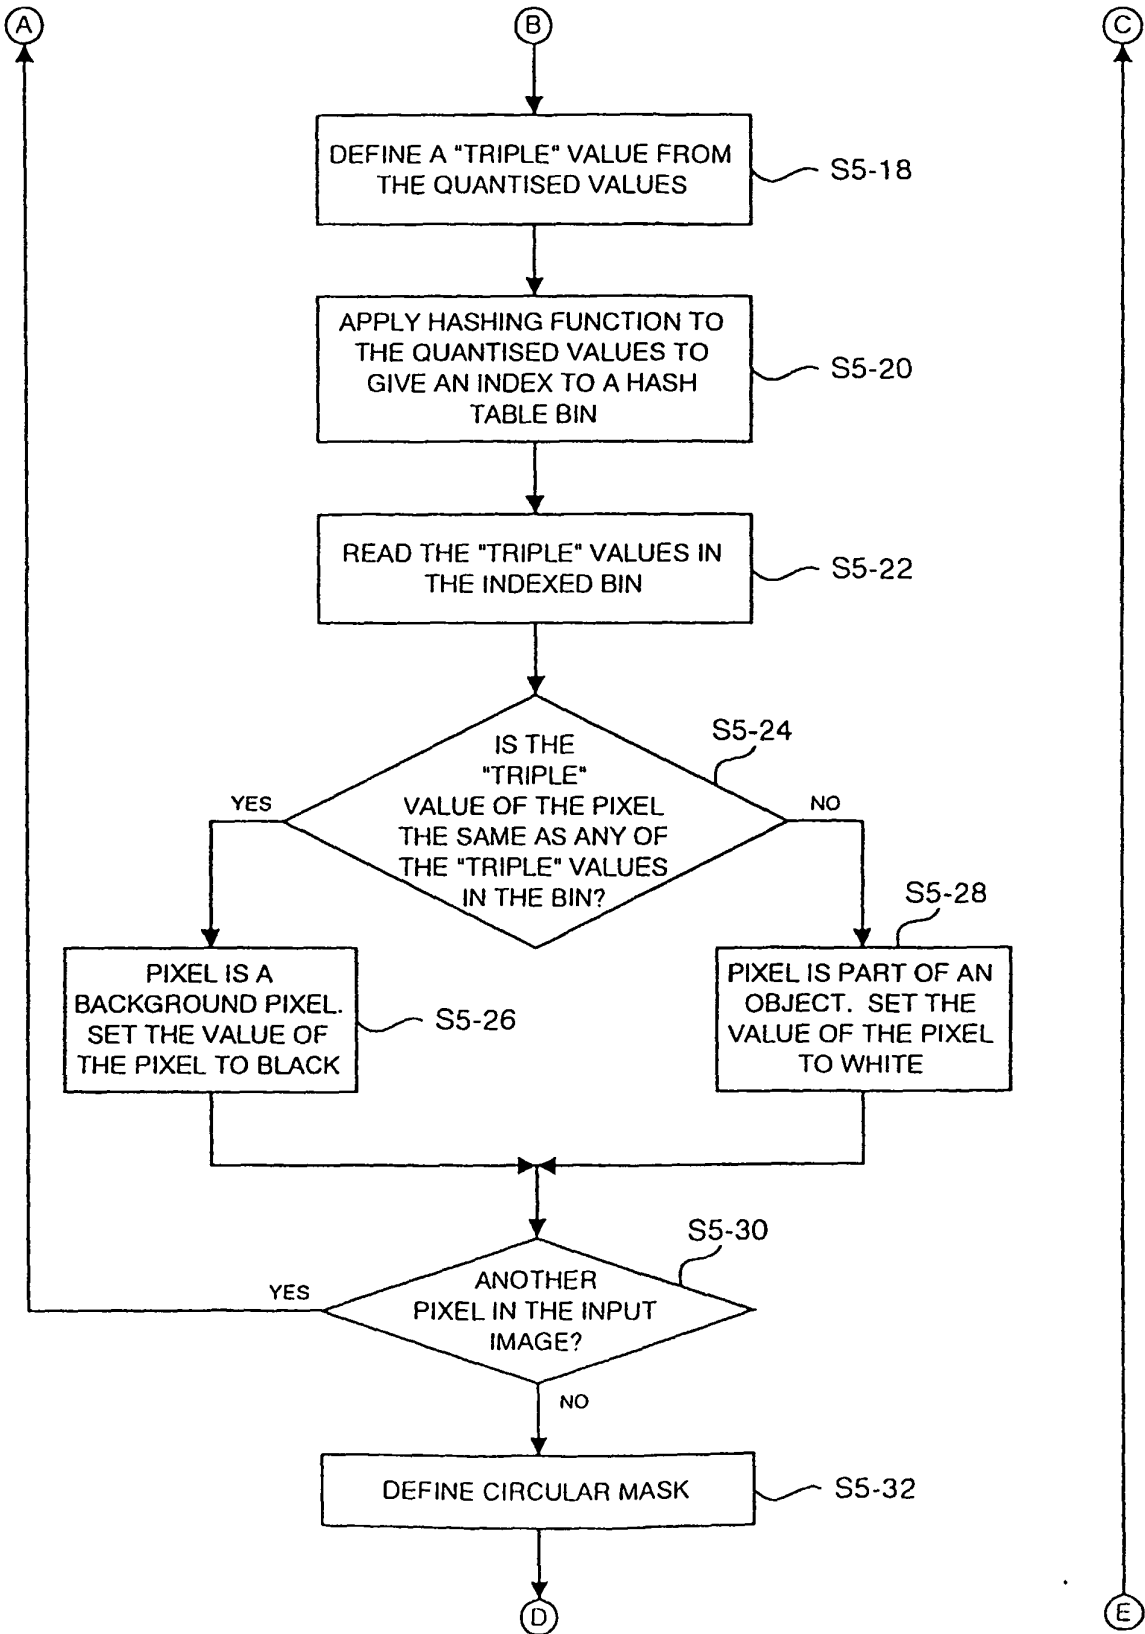 A
B
C
DEFINE A "TRIPLE" VALUE FROM
THE QUANTISED VALUES
S5-18
APPLY HASHING FUNCTION TO
THE QUANTISED VALUES TO
GIVE AN INDEX TO A HASH
TABLE BIN
S5-20
READ THE "TRIPLE" VALUES IN
THE INDEXED BIN
S5-22
IS THE
"TRIPLE"
VALUE OF THE PIXEL
THE SAME AS ANY OF
THE "TRIPLE" VALUES
IN THE BIN?
S5-24
YES
NO
PIXEL IS A
BACKGROUND PIXEL.
SET THE VALUE OF
THE PIXEL TO BLACK
S5-26
S5-28
PIXEL IS PART OF AN
OBJECT. SET THE
VALUE OF THE PIXEL
TO WHITE
S5-30
ANOTHER
PIXEL IN THE INPUT
IMAGE?
YES
NO
DEFINE CIRCULAR MASK
S5-32
D
E